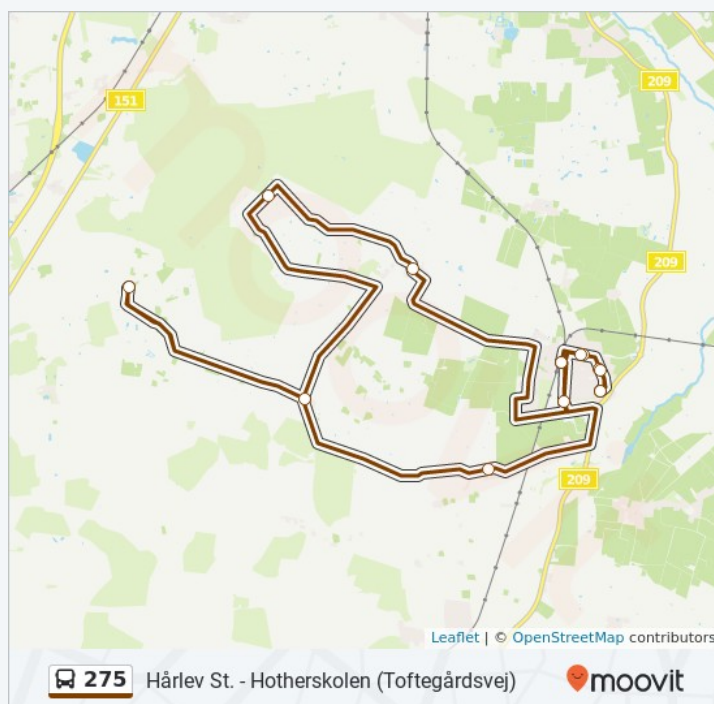 209
151
209
209
Leaflet | © OpenStreetMap contributors
275 Hårlev St. - Hotherskolen (Toftegårdsvej) moovit